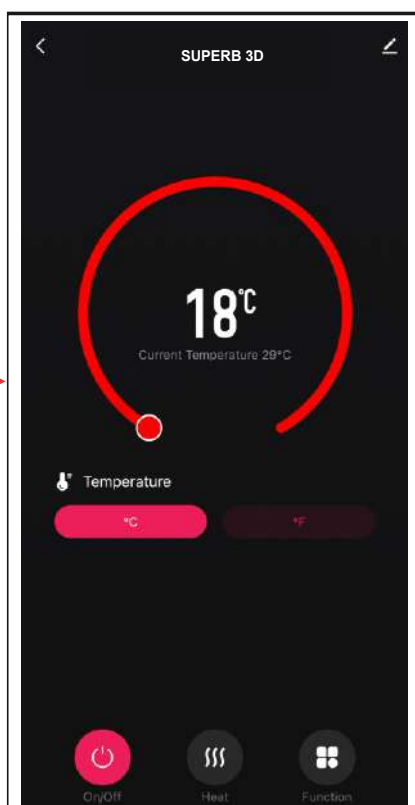 SUPERB 3D
18°C
Current Temperature 29°C
Temperature
°C °F
On/Off Heat Function